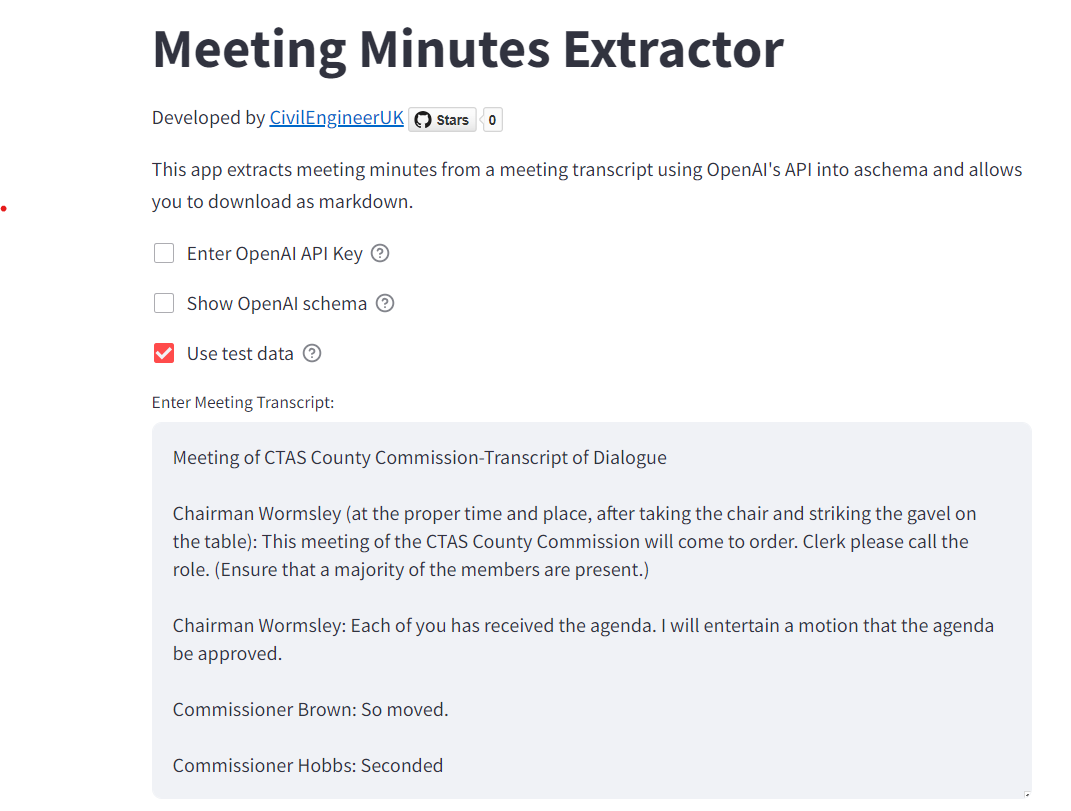 Meeting Minutes Extractor
Developed by CivilEngineerUK Stars 0
This app extracts meeting minutes from a meeting transcript using OpenAI's API into aschema and allows
you to download as markdown.
Enter OpenAI API Key ?
Show OpenAI schema ?
Use test data ?
Enter Meeting Transcript:
Meeting of CTAS County Commission-Transcript of Dialogue
Chairman Wormsley (at the proper time and place, after taking the chair and striking the gavel on
the table): This meeting of the CTAS County Commission will come to order. Clerk please call the
role. (Ensure that a majority of the members are present.)
Chairman Wormsley: Each of you has received the agenda. I will entertain a motion that the agenda
be approved.
Commissioner Brown: So moved.
Commissioner Hobbs: Seconded